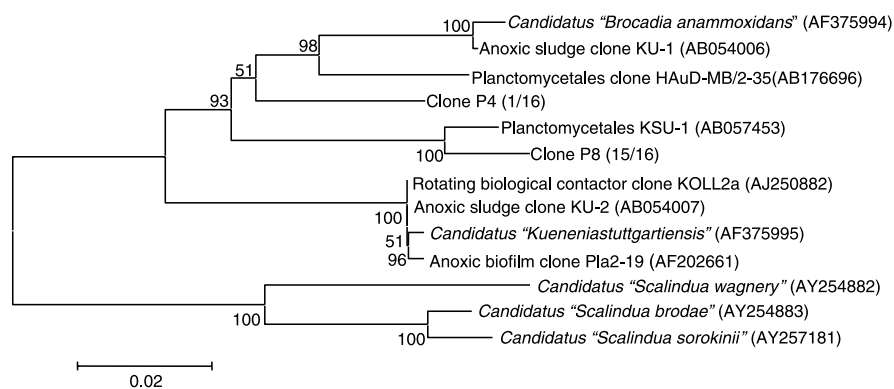 100 Candidatus “Brocadia anammoxidans” (AF375994)
98 Anoxic sludge clone KU-1 (AB054006)
51 Planctomycetales clone HAuD-MB/2-35(AB176696)
93 Clone P4 (1/16)
Planctomycetales KSU-1 (AB057453)
100 Clone P8 (15/16)
Rotating biological contactor clone KOLL2a (AJ250882)
100 Anoxic sludge clone KU-2 (AB054007)
51 Candidatus “Kueneniastuttgartiensis” (AF375995)
96 Anoxic biofilm clone Pla2-19 (AF202661)
Candidatus “Scalindua wagnery” (AY254882)
100 Candidatus “Scalindua brodae” (AY254883)
100 Candidatus “Scalindua sorokinii” (AY257181)
0.02